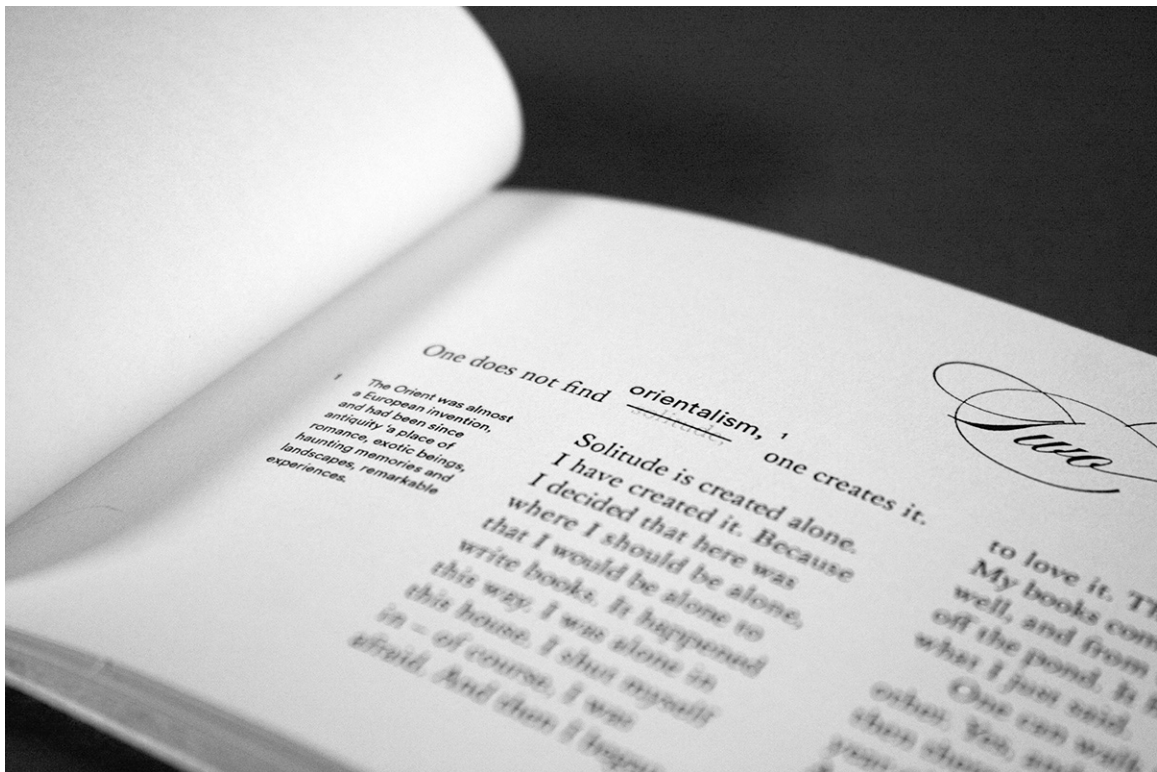 Two
One does not find orientalism, 1 one creates it.
solitude,
1 The Orient was almost
a European invention,
and had been since
antiquity 'a place of
romance, exotic beings,
haunting memories and
landscapes, remarkable
experiences.
Solitude is created alone.
I have created it. Because
I decided that here was
where I should be alone,
that I would be alone to
write books. It happened
this way. I was alone in
this house. I shut myself
in – of course, I was
afraid. And then I began
to love it.
My books
well, and from
off the pond. It
what I just said.
One can